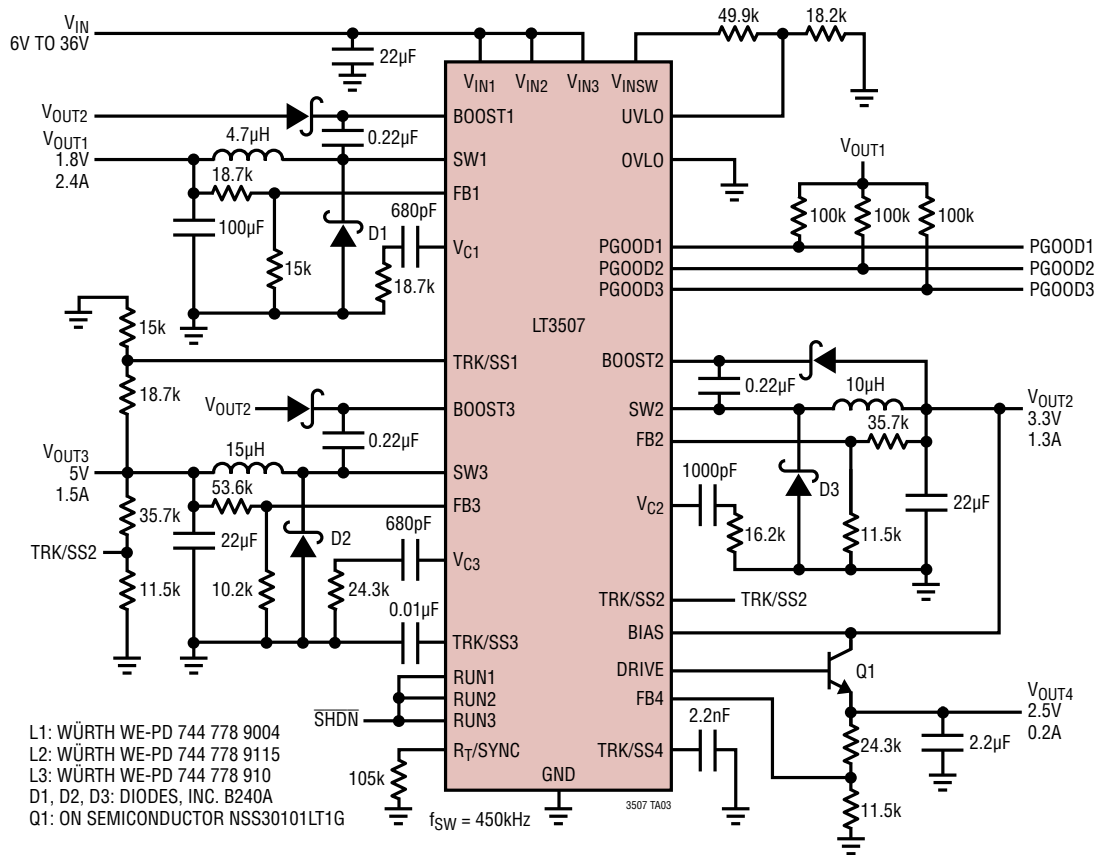 VIN
6V TO 36V
22µF
49.9k
18.2k
VIN1
VIN2
VIN3
VINSW
VOUT2
BOOST1
UVLO
0.22µF
VOUT1
1.8V
2.4A
4.7µH
SW1
OVLO
18.7k
FB1
VOUT1
100µF
15k
D1
680pF
18.7k
VC1
100k
100k
100k
PGOOD1
PGOOD1
PGOOD2
PGOOD2
PGOOD3
PGOOD3
LT3507
15k
TRK/SS1
BOOST2
18.7k
0.22µF
10µH
VOUT2
BOOST3
SW2
VOUT2
3.3V
1.3A
0.22µF
35.7k
FB2
VOUT3
5V
1.5A
15µH
SW3
53.6k
FB3
1000pF
VC2
16.2k
D3
11.5k
22µF
35.7k
TRK/SS2
11.5k
22µF
10.2k
D2
680pF
24.3k
VC3
0.01µF
TRK/SS3
TRK/SS2
TRK/SS2
BIAS
DRIVE
Q1
FB4
VOUT4
2.5V
0.2A
RUN1
RUN2
RUN3
SHDN
24.3k
2.2µF
2.2nF
RT/SYNC
TRK/SS4
105k
GND
11.5k
3507 TA03
fSW = 450kHz
L1: WÜRTH WE-PD 744 778 9004
L2: WÜRTH WE-PD 744 778 9115
L3: WÜRTH WE-PD 744 778 910
D1, D2, D3: DIODES, INC. B240A
Q1: ON SEMICONDUCTOR NSS30101LT1G